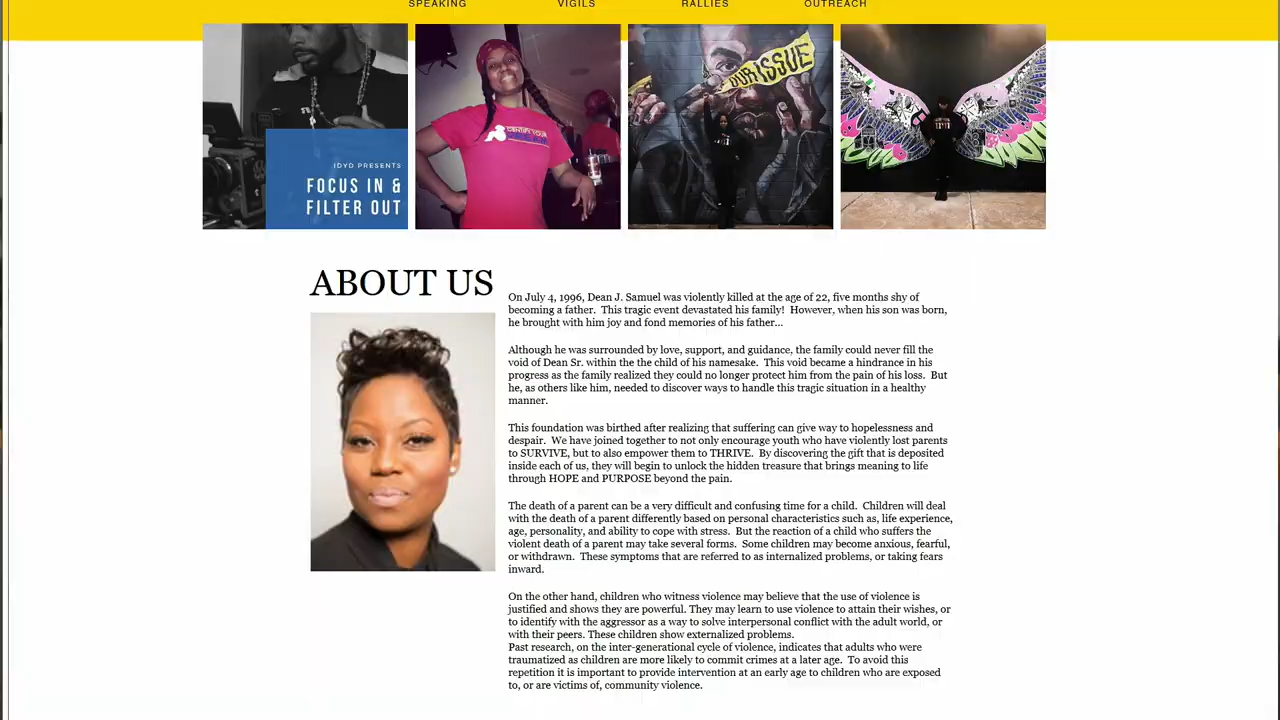 SPEAKING VIGILS RALLIES OUTREACH
IDYD PRESENTS
FOCUS IN &
FILTER OUT
OUR ISSUE
ABOUT US
On July 4, 1996, Dean J. Samuel was violently killed at the age of 22, five months shy of
becoming a father. This tragic event devastated his family! However, when his son was born,
he brought with him joy and fond memories of his father...
Although he was surrounded by love, support, and guidance, the family could never fill the
void of Dean Sr. within the the child of his namesake. This void became a hindrance in his
progress as the family realized they could no longer protect him from the pain of his loss. But
he, as others like him, needed to discover ways to handle this tragic situation in a healthy
manner.
This foundation was birthed after realizing that suffering can give way to hopelessness and
despair. We have joined together to not only encourage youth who have violently lost parents
to SURVIVE, but to also empower them to THRIVE. By discovering the gift that is deposited
inside each of us, they will begin to unlock the hidden treasure that brings meaning to life
through HOPE and PURPOSE beyond the pain.
The death of a parent can be a very difficult and confusing time for a child. Children will deal
with the death of a parent differently based on personal characteristics such as, life experience,
age, personality, and ability to cope with stress. But the reaction of a child who suffers the
violent death of a parent may take several forms. Some children may become anxious, fearful,
or withdrawn. These symptoms that are referred to as internalized problems, or taking fears
inward.
On the other hand, children who witness violence may believe that the use of violence is
justified and shows they are powerful. They may learn to use violence to attain their wishes, or
to identify with the aggressor as a way to solve interpersonal conflict with the adult world, or
with their peers. These children show externalized problems.
Past research, on the inter-generational cycle of violence, indicates that adults who were
traumatized as children are more likely to commit crimes at a later age. To avoid this
repetition it is important to provide intervention at an early age to children who are exposed
to, or are victims of, community violence.